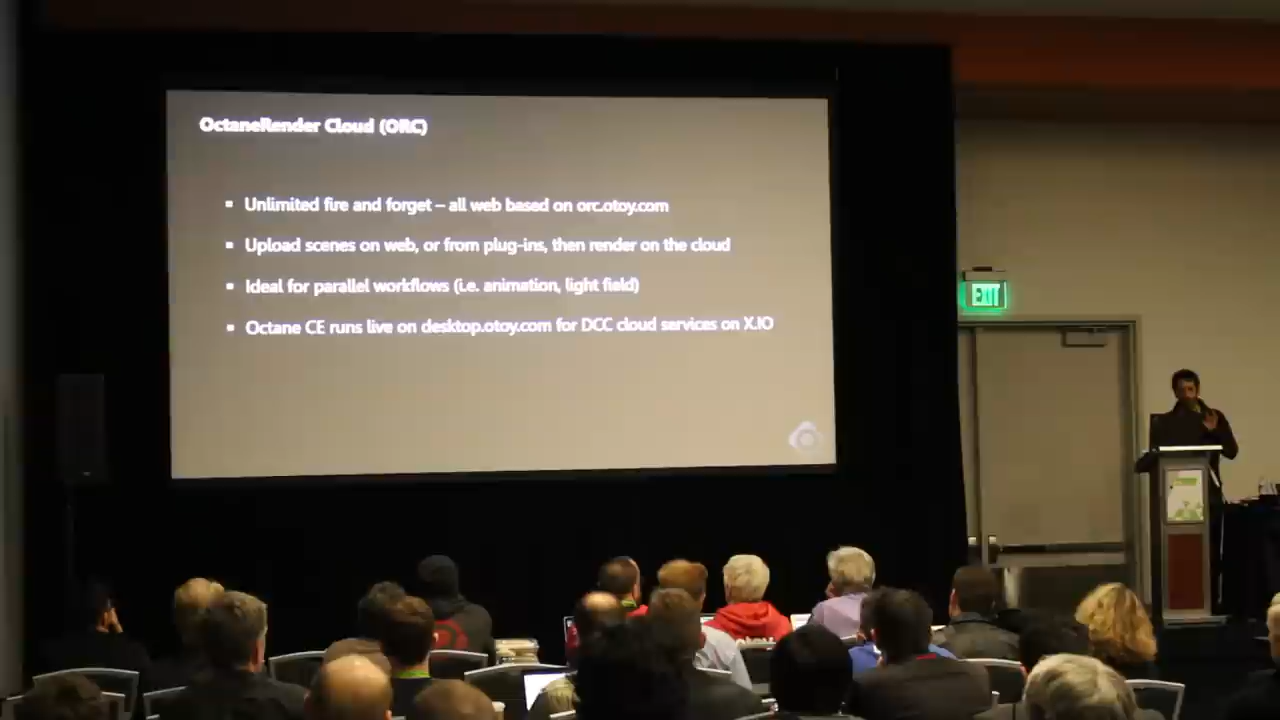 OctaneRender Cloud (ORC)
▪ Unlimited fire and forget – all web based on orc.otoy.com
▪ Upload scenes on web, or from plug-ins, then render on the cloud
▪ Ideal for parallel workflows (i.e. animation, light field)
▪ Octane CE runs live on desktop.otoy.com for DCC cloud services on X.IO
EXIT